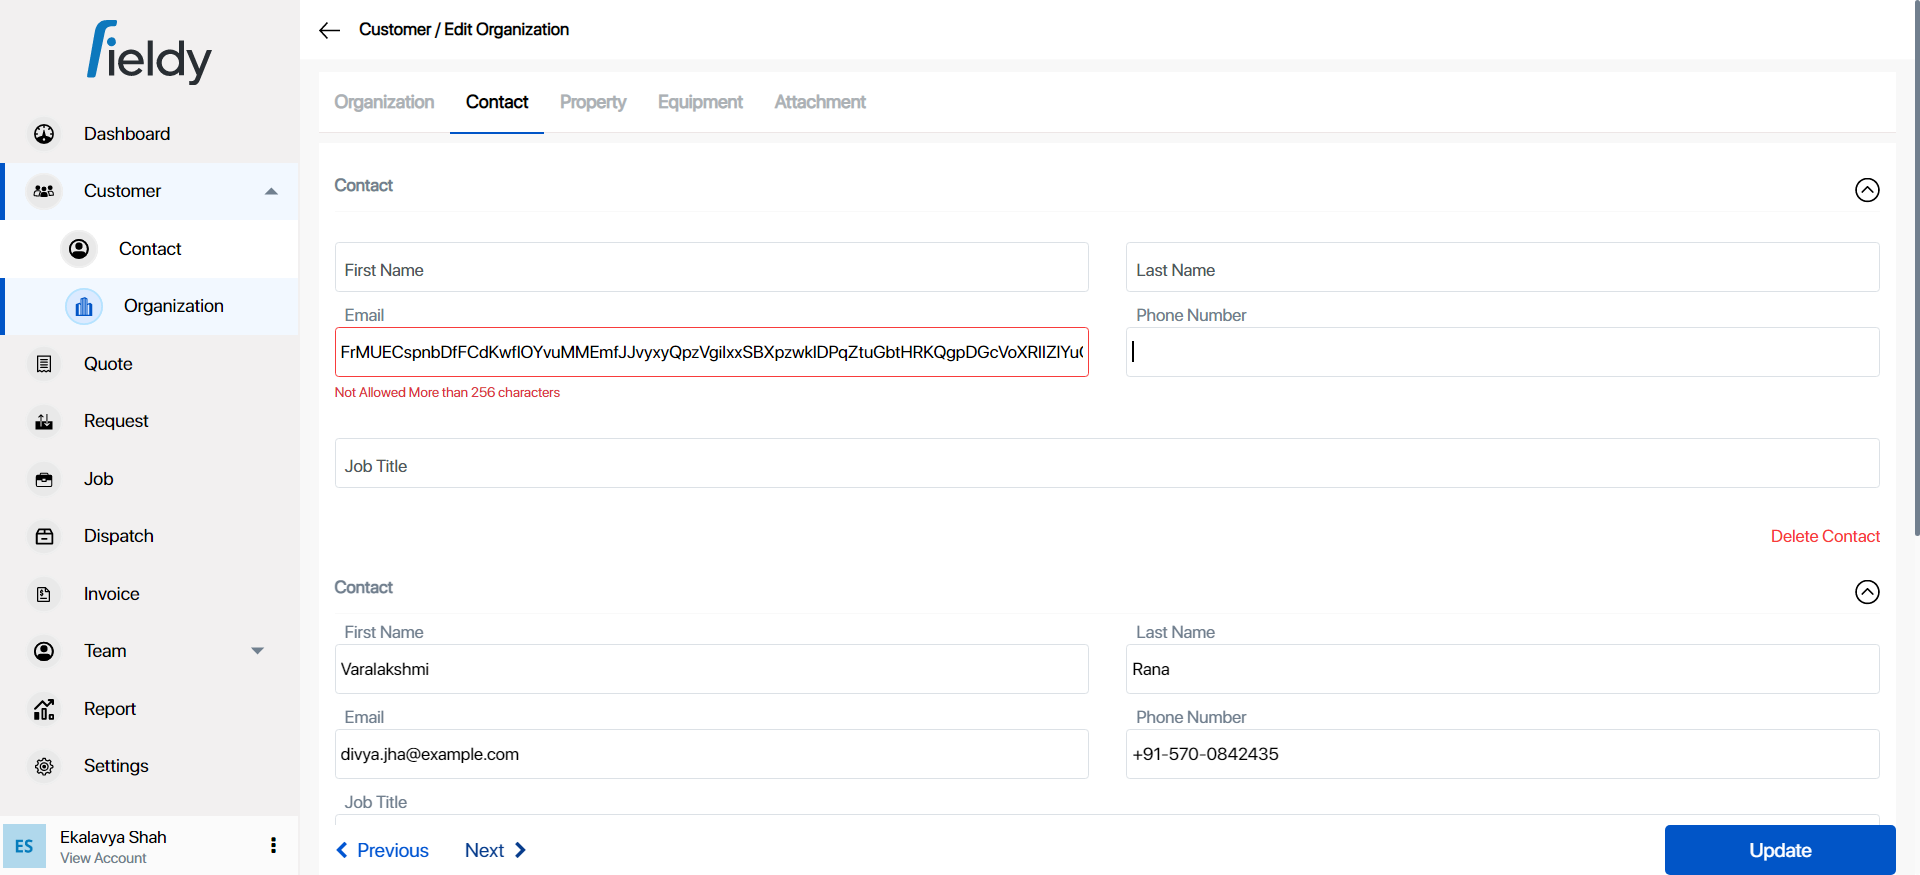 fieldy
Dashboard
Customer
Contact
Organization
Quote
Request
Job
Dispatch
Invoice
Team
Report
Settings
ES
Ekalavya Shah
View Account
Customer / Edit Organization
Organization Contact Property Equipment Attachment
Contact
First Name Last Name
Email Phone Number
Not Allowed More than 256 characters
Job Title
Delete Contact
Contact
First Name Last Name
Varalakshmi Rana
Email Phone Number
divya.jha@example.com +91-570-0842435
Job Title
Previous Next Update